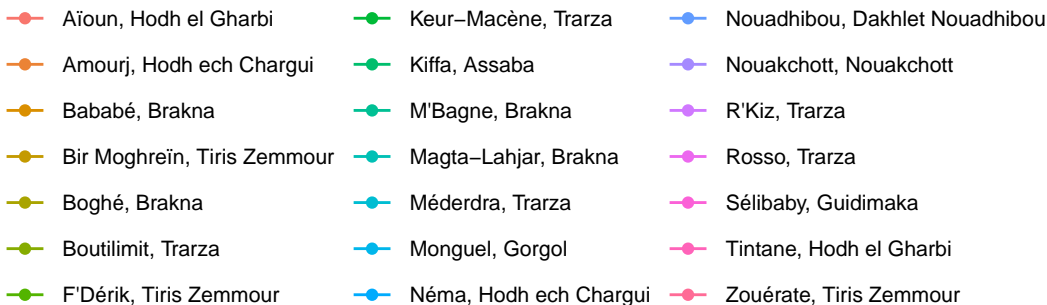 Aïoun, Hodh el Gharbi
Amourj, Hodh ech Chargui
Bababé, Brakna
Bir Moghreïn, Tiris Zemmour
Boghé, Brakna
Boutilimit, Trarza
F'Dérik, Tiris Zemmour
Keur−Macène, Trarza
Kiffa, Assaba
M'Bagne, Brakna
Magta−Lahjar, Brakna
Méderdra, Trarza
Monguel, Gorgol
Néma, Hodh ech Chargui
Nouadhibou, Dakhlet Nouadhibou
Nouakchott, Nouakchott
R'Kiz, Trarza
Rosso, Trarza
Sélibaby, Guidimaka
Tintane, Hodh el Gharbi
Zouérate, Tiris Zemmour